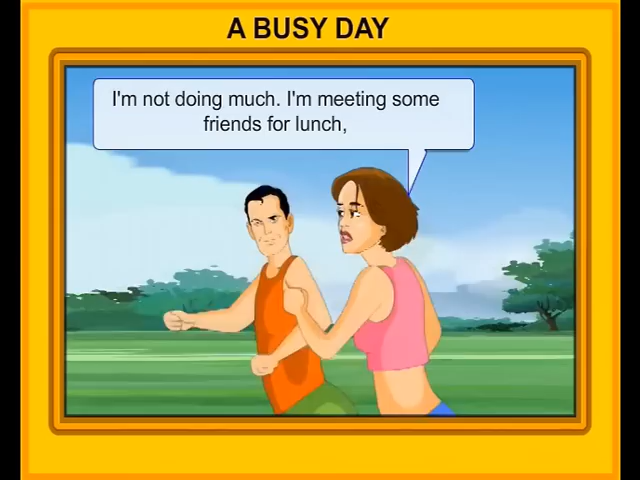 A BUSY DAY
I'm not doing much. I'm meeting some
friends for lunch,